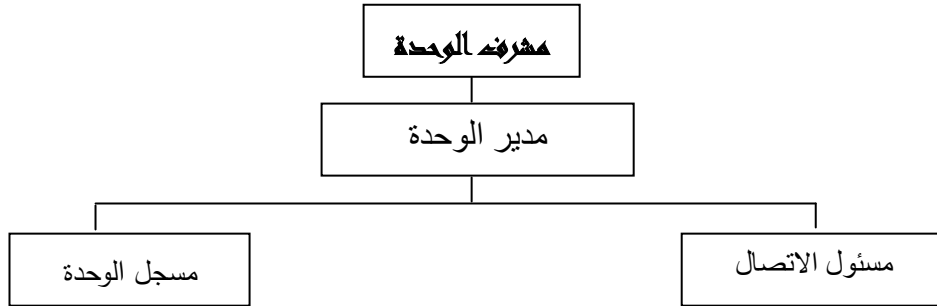 مشرف الوحدة
مدير الوحدة
مسئول الاتصال
مسجل الوحدة